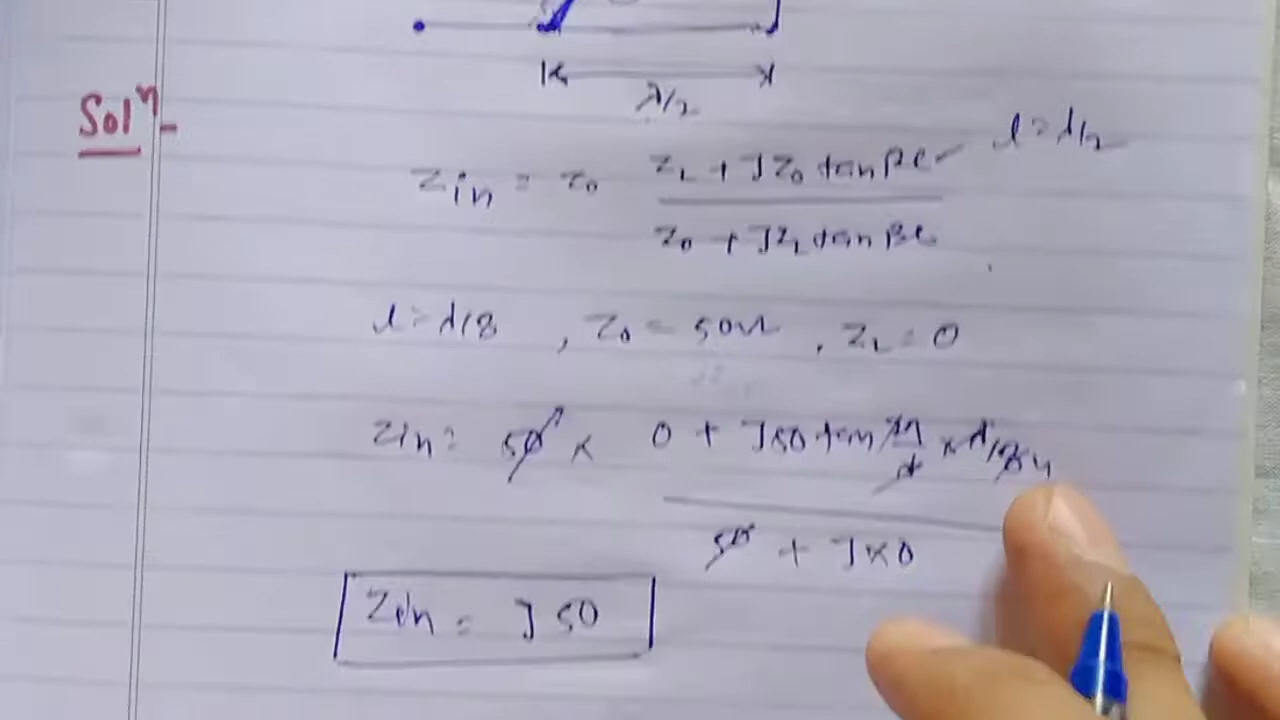 λ/2
Solⁿ-
l = λ/2
Zin = Z₀ (ZL + JZ₀ tanβl) / (Z₀ + JZL tanβl)
l = λ/8 , Z₀ = 50Ω , ZL = 0
Zin = 50 × (0 + J50 tan 2π/λ × λ/8 4) / (50 + J×0)
Zin = J50